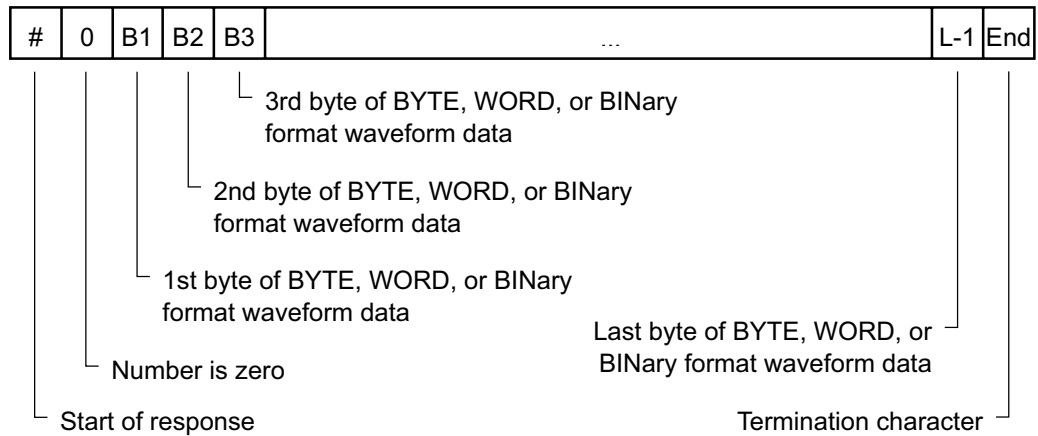 # 0 B1 B2 B3 ... L-1 End
3rd byte of BYTE, WORD, or BINary
format waveform data
2nd byte of BYTE, WORD, or BINary
format waveform data
1st byte of BYTE, WORD, or BINary
format waveform data
Last byte of BYTE, WORD, or
BINary format waveform data
Number is zero
Start of response
Termination character